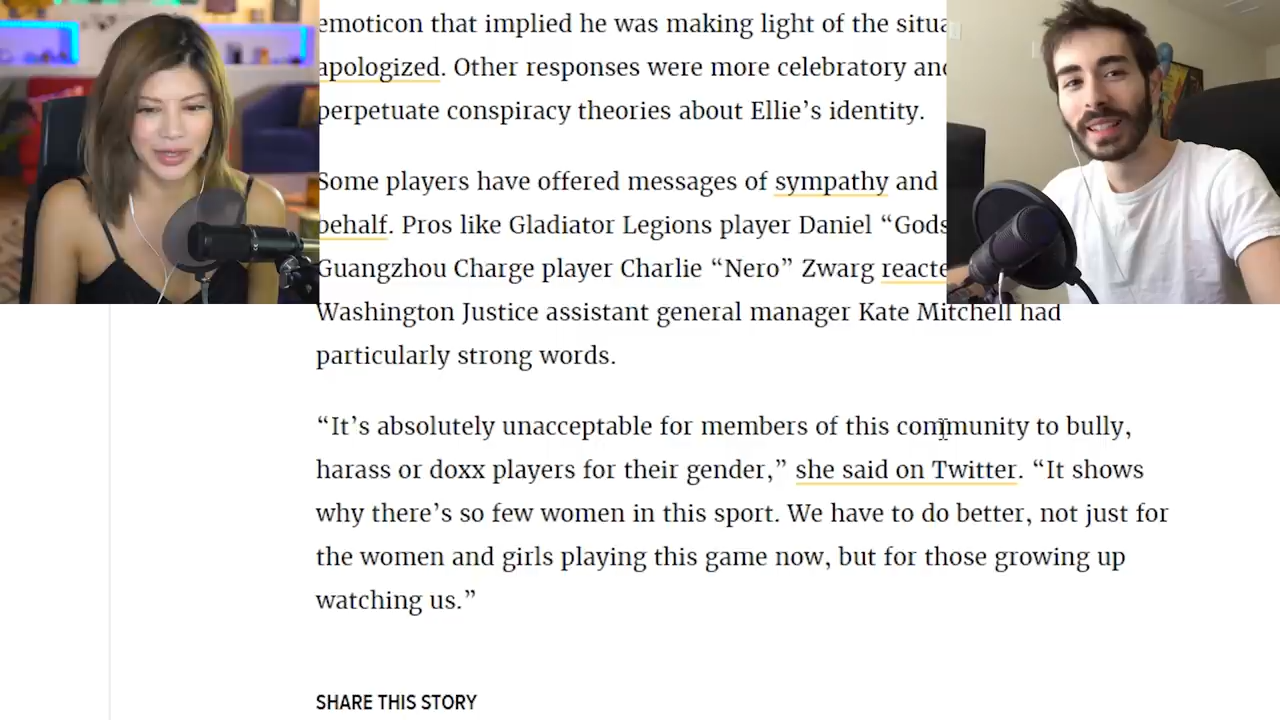 emoticon that implied he was making light of the
apologized. Other responses were more celebratory
perpetuate conspiracy theories about Ellie’s identity.
Some players have offered messages of sympathy and
behalf. Pros like Gladiator Legions player Daniel
Guangzhou Charge player Charlie “Nero” Zwarg
Washington Justice assistant general manager Kate Mitchell had
particularly strong words.
“It’s absolutely unacceptable for members of this community to bully,
harass or doxx players for their gender,” she said on Twitter. “It shows
why there’s so few women in this sport. We have to do better, not just for
the women and girls playing this game now, but for those growing up
watching us.”
SHARE THIS STORY